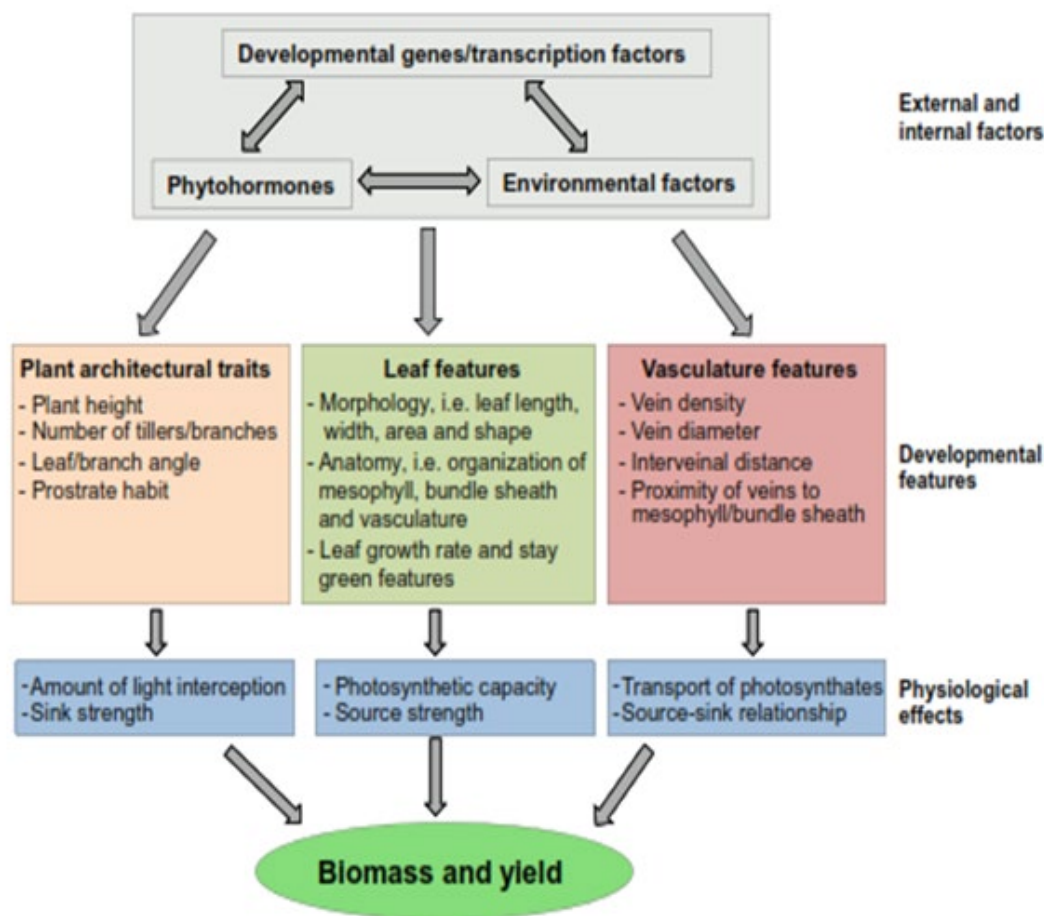 Developmental genes/transcription factors
External and
internal factors
Phytohormones
Environmental factors
Plant architectural traits
- Plant height
- Number of tillers/branches
- Leaf/branch angle
- Prostrate habit
Leaf features
- Morphology, i.e. leaf length,
width, area and shape
- Anatomy, i.e. organization of
mesophyll, bundle sheath
and vasculature
- Leaf growth rate and stay
green features
Vasculature features
- Vein density
- Vein diameter
- Interveinal distance
- Proximity of veins to
mesophyll/bundle sheath
Developmental
features
-Amount of light interception
-Sink strength
- Photosynthetic capacity
- Source strength
-Transport of photosynthates
-Source-sink relationship
Physiological
effects
Biomass and yield